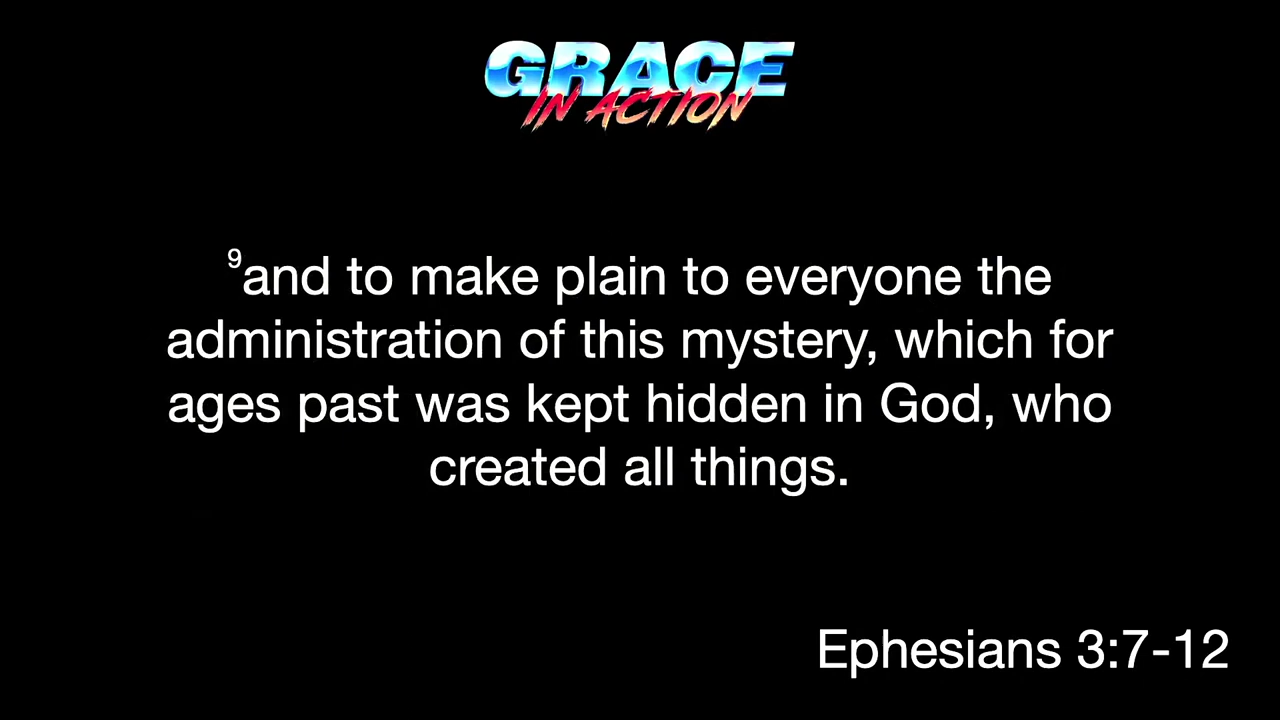 GRACE
IN ACTION
⁹and to make plain to everyone the
administration of this mystery, which for
ages past was kept hidden in God, who
created all things.
Ephesians 3:7-12